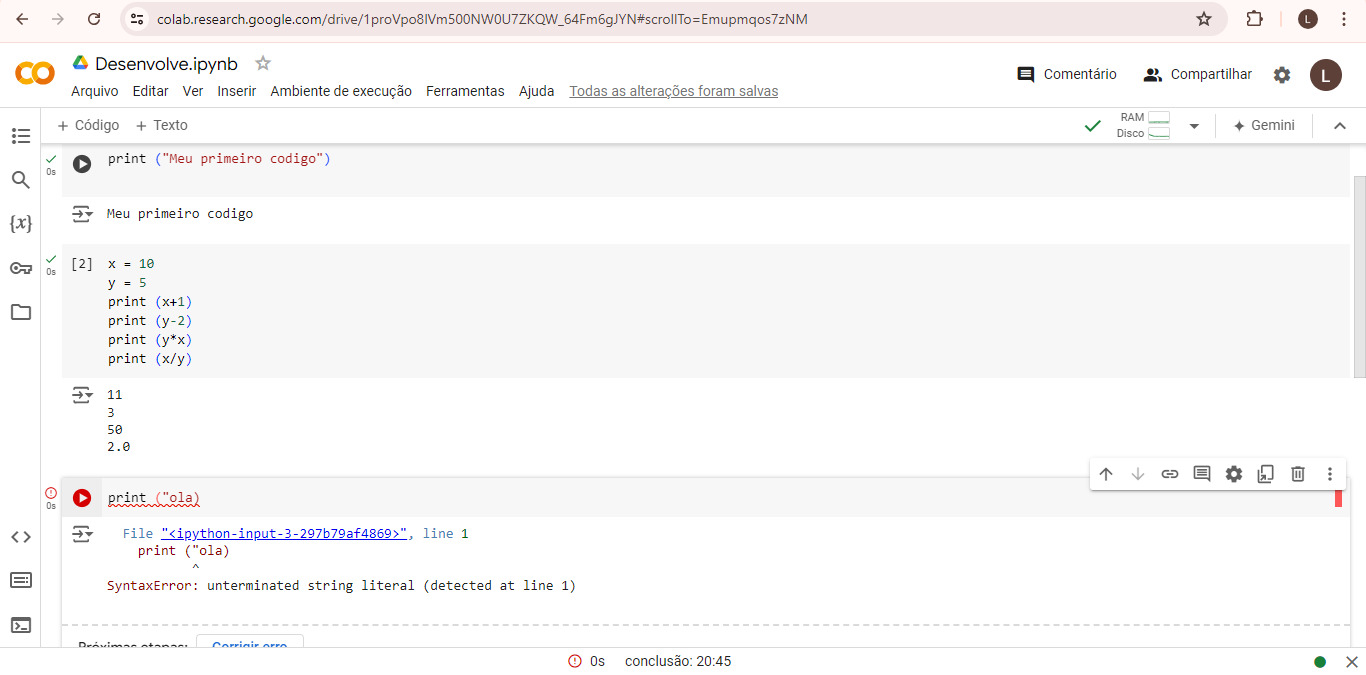 colab.research.google.com/drive/1proVpo8lVm500NW0U7ZKQW_64Fm6gJYN#scrollTo=Emupmqos7zNM
L
CO
Desenvolve.ipynb
Comentário Compartilhar L
Arquivo Editar Ver Inserir Ambiente de execução Ferramentas Ajuda Todas as alterações foram salvas
+ Código + Texto
RAM
Disco
Gemini
0s
print ("Meu primeiro codigo")
Meu primeiro codigo
{x}
0s
[2] x = 10
y = 5
print (x+1)
print (y-2)
print (y*x)
print (x/y)
11
3
50
2.0
0s
print ("ola)
File "<ipython-input-3-297b79af4869>", line 1
print ("ola)
^
SyntaxError: unterminated string literal (detected at line 1)
Próximas etapas: Corrigir erro
0s conclusão: 20:45